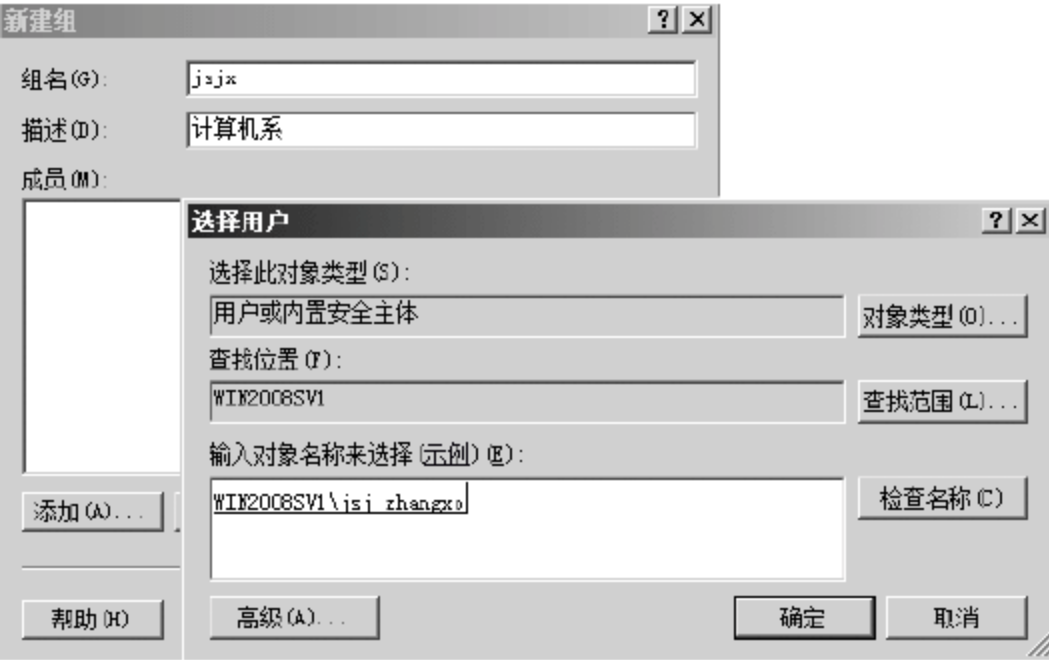 新建组
组名(G):
jsjx
描述(D):
计算机系
成员(M):
选择用户
选择此对象类型(S):
用户或内置安全主体
对象类型(O)...
查找位置(F):
WIN2008SV1
查找范围(L)...
输入对象名称来选择(示例)(E):
WIN2008SV1\jsj_zhangxp
检查名称(C)
添加(A)...
帮助(H)
高级(A)...
确定
取消